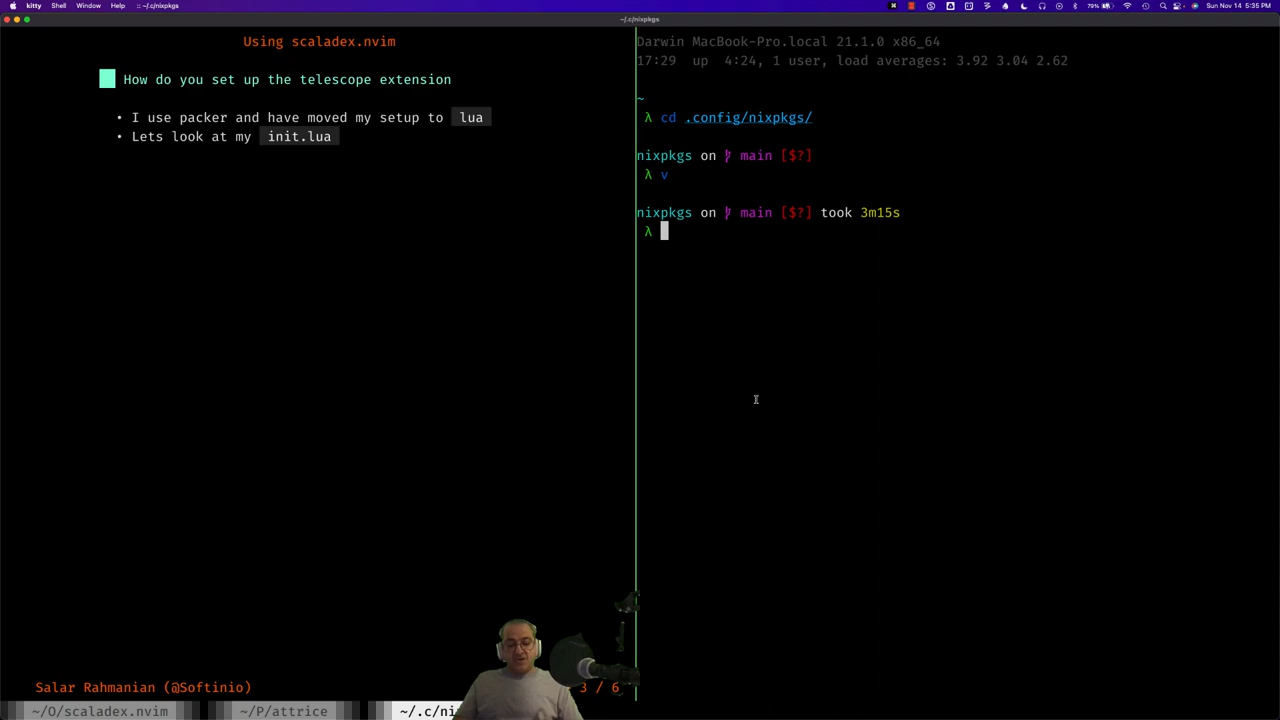 kitty Shell Window Help :: ~/.c/nixpkgs
79% Sun Nov 14 5:35 PM
~/.c/nixpkgs
Using scaladex.nvim
How do you set up the telescope extension
• I use packer and have moved my setup to lua
• Lets look at my init.lua
Salar Rahmanian (@Softinio)
3 / 6
Darwin MacBook-Pro.local 21.1.0 x86_64
17:29 up 4:24, 1 user, load averages: 3.92 3.04 2.62
~
λ cd .config/nixpkgs/
nixpkgs on main [$?]
λ v
nixpkgs on main [$?] took 3m15s
λ
~/O/scaladex.nvim ~/P/attrice ~/.c/ni